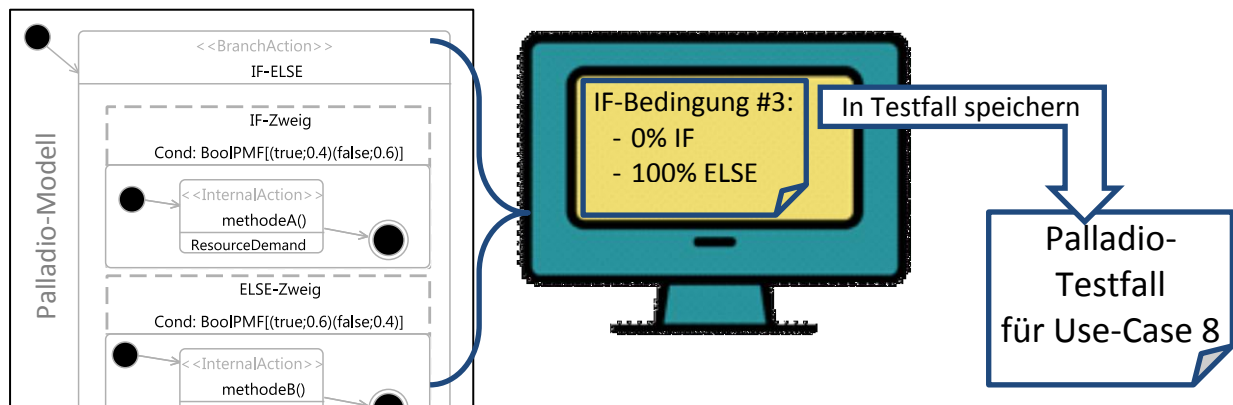 Palladio-Modell
<<BranchAction>>
IF-ELSE
IF-Zweig
Cond: BoolPMF[(true;0.4)(false;0.6)]
<<InternalAction>>
methodeA()
ResourceDemand
ELSE-Zweig
Cond: BoolPMF[(true;0.6)(false;0.4)]
<<InternalAction>>
methodeB()
IF-Bedingung #3:
- 0% IF
- 100% ELSE
In Testfall speichern
Palladio-
Testfall
für Use-Case 8